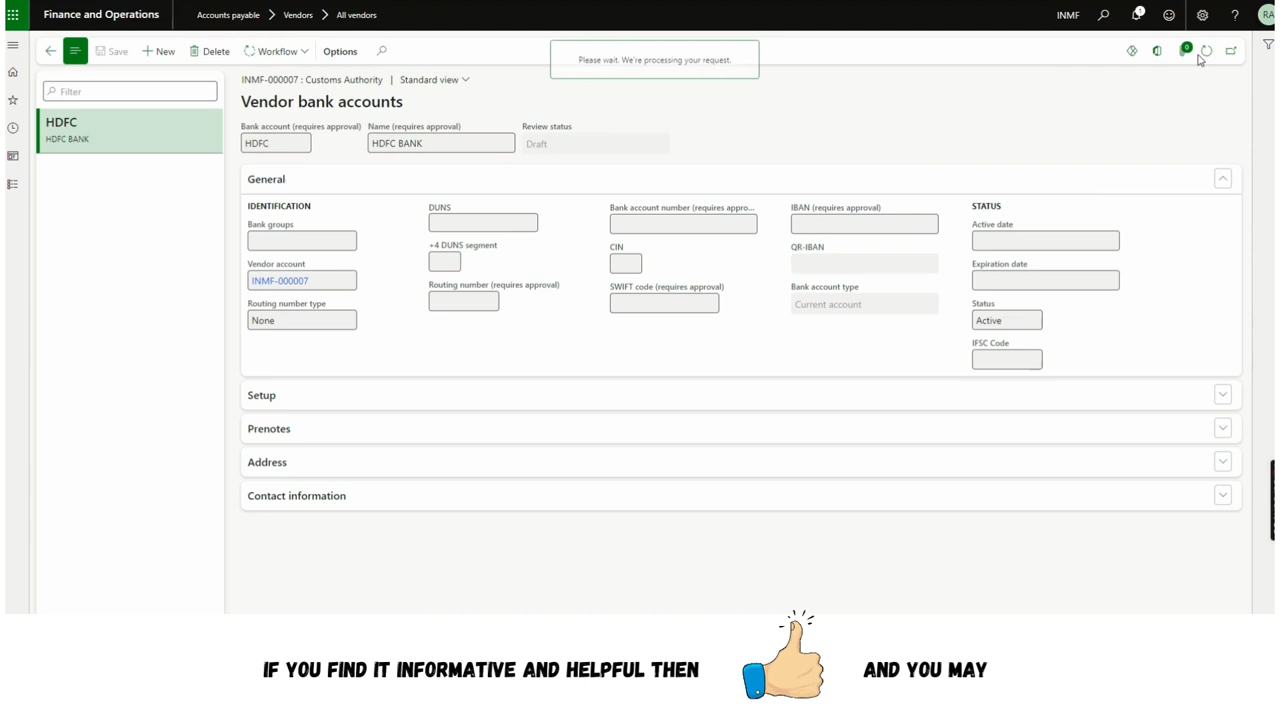 Finance and Operations
Accounts payable
Vendors
All vendors
INMF
1
?
RA
Save
New
Delete
Workflow
Options
0
Please wait. We're processing your request.
Filter
HDFC
HDFC BANK
INMF-000007 : Customs Authority | Standard view
Vendor bank accounts
Bank account (requires approval)
HDFC
Name (requires approval)
HDFC BANK
Review status
Draft
General
IDENTIFICATION
Bank groups
Vendor account
INMF-000007
Routing number type
None
DUNS
+4 DUNS segment
Routing number (requires approval)
Bank account number (requires appro...
CIN
SWIFT code (requires approval)
IBAN (requires approval)
QR-IBAN
Bank account type
Current account
STATUS
Active date
Expiration date
Status
Active
IFSC Code
Setup
Prenotes
Address
Contact information
IF YOU FIND IT INFORMATIVE AND HELPFUL THEN
AND YOU MAY